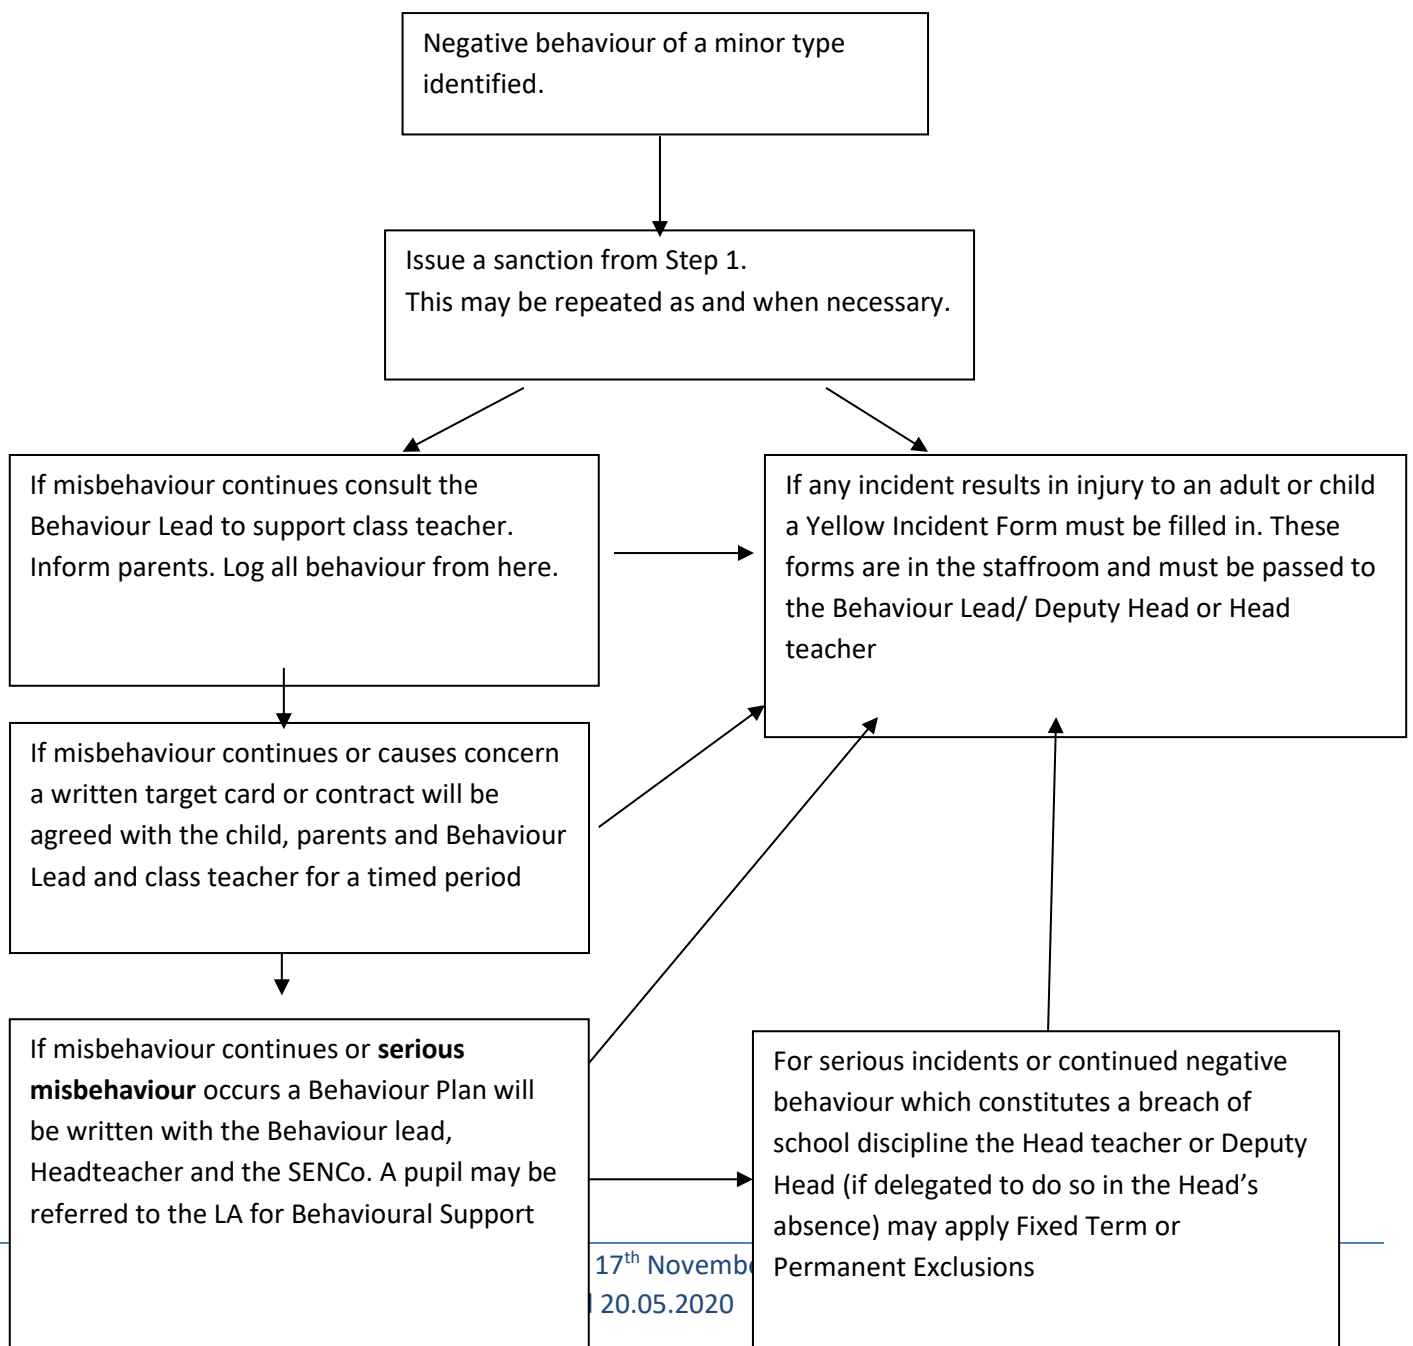 Negative behaviour of a minor type
identified.
Issue a sanction from Step 1.
This may be repeated as and when necessary.
If misbehaviour continues consult the
Behaviour Lead to support class teacher.
Inform parents. Log all behaviour from here.
If any incident results in injury to an adult or child
a Yellow Incident Form must be filled in. These
forms are in the staffroom and must be passed to
the Behaviour Lead/ Deputy Head or Head
teacher
If misbehaviour continues or causes concern
a written target card or contract will be
agreed with the child, parents and Behaviour
Lead and class teacher for a timed period
If misbehaviour continues or serious
misbehaviour occurs a Behaviour Plan will
be written with the Behaviour lead,
Headteacher and the SENCo. A pupil may be
referred to the LA for Behavioural Support
For serious incidents or continued negative
behaviour which constitutes a breach of
school discipline the Head teacher or Deputy
Head (if delegated to do so in the Head’s
absence) may apply Fixed Term or
Permanent Exclusions
17th Novemb
20.05.2020